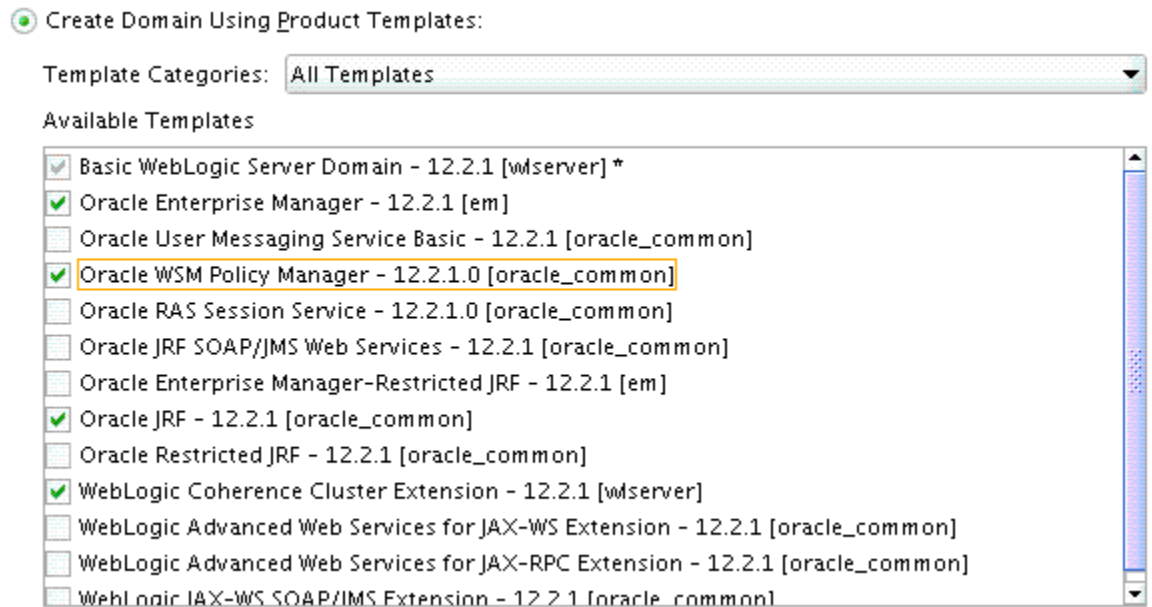 Create Domain Using Product Templates:
Template Categories: All Templates
Available Templates
Basic WebLogic Server Domain - 12.2.1 [wlserver] *
Oracle Enterprise Manager - 12.2.1 [em]
Oracle User Messaging Service Basic - 12.2.1 [oracle_common]
Oracle WSM Policy Manager - 12.2.1.0 [oracle_common]
Oracle RAS Session Service - 12.2.1.0 [oracle_common]
Oracle JRF SOAP/JMS Web Services - 12.2.1 [oracle_common]
Oracle Enterprise Manager-Restricted JRF - 12.2.1 [em]
Oracle JRF - 12.2.1 [oracle_common]
Oracle Restricted JRF - 12.2.1 [oracle_common]
WebLogic Coherence Cluster Extension - 12.2.1 [wlserver]
WebLogic Advanced Web Services for JAX-WS Extension - 12.2.1 [oracle_common]
WebLogic Advanced Web Services for JAX-RPC Extension - 12.2.1 [oracle_common]
WebLogic JAX-WS SOAP/JMS Extension - 12.2.1 [oracle_common]